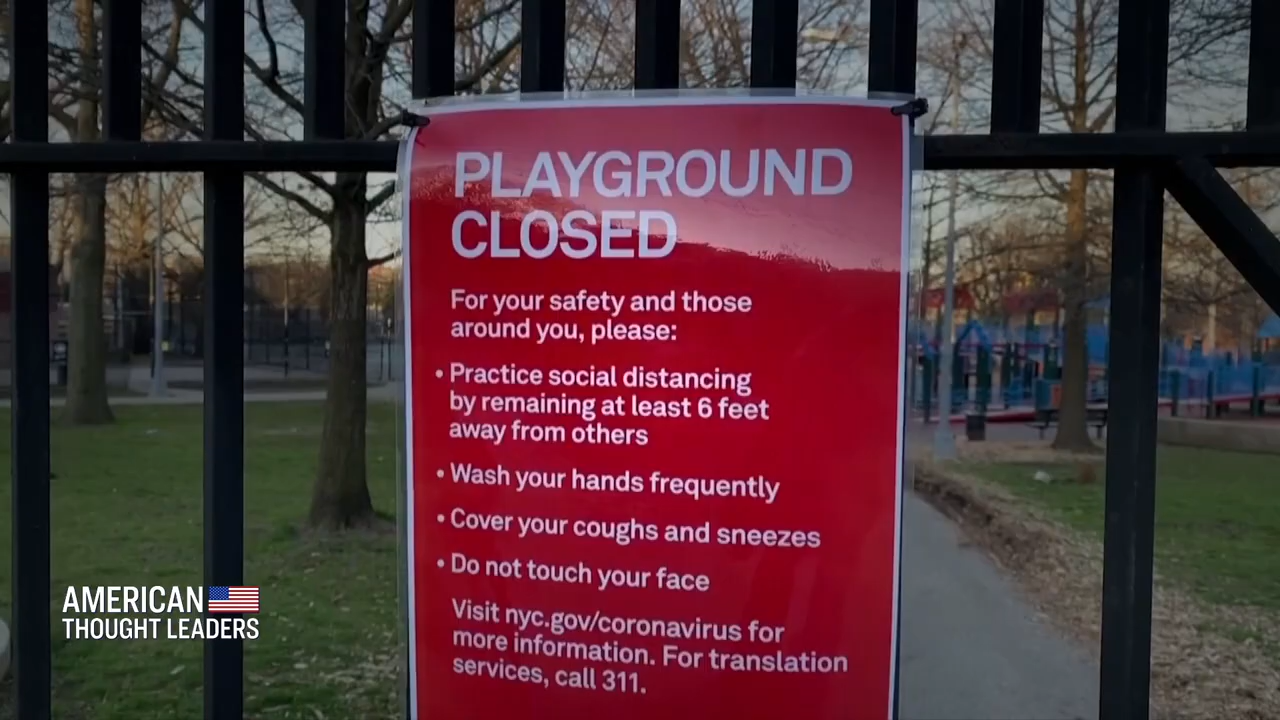 PLAYGROUND
CLOSED
For your safety and those
around you, please:
• Practice social distancing
by remaining at least 6 feet
away from others
• Wash your hands frequently
• Cover your coughs and sneezes
• Do not touch your face
Visit nyc.gov/coronavirus for
more information. For translation
services, call 311.
AMERICAN
THOUGHT LEADERS